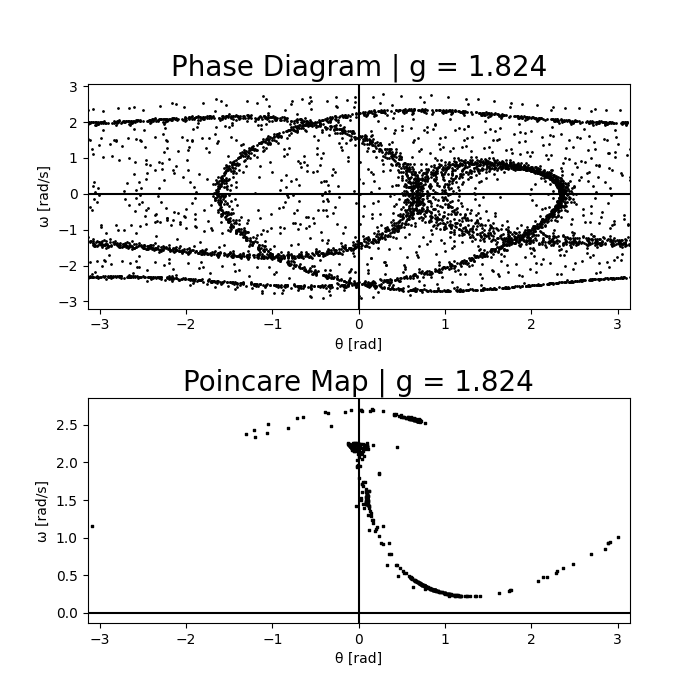 Phase Diagram | g = 1.824
3
2
1
0
−1
−2
−3
ω [rad/s]
−3 −2 −1 0 1 2 3
θ [rad]
Poincare Map | g = 1.824
2.5
2.0
1.5
1.0
0.5
0.0
ω [rad/s]
−3 −2 −1 0 1 2 3
θ [rad]